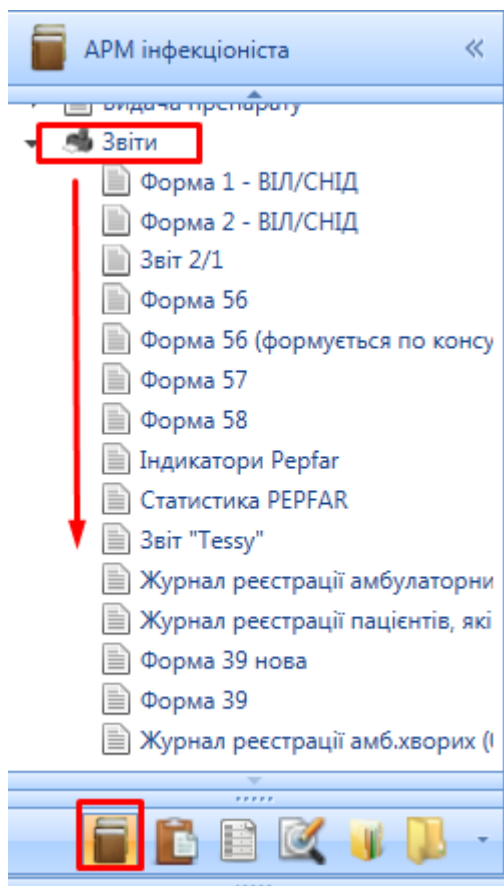 АРМ інфекціоніста
Видача препарату
Звіти
Форма 1 - ВІЛ/СНІД
Форма 2 - ВІЛ/СНІД
Звіт 2/1
Форма 56
Форма 56 (формується по консу
Форма 57
Форма 58
Індикатори Pepfar
Статистика PEPFAR
Звіт "Tessy"
Журнал реєстрації амбулаторни
Журнал реєстрації пацієнтів, які
Форма 39 нова
Форма 39
Журнал реєстрації амб.хворих (